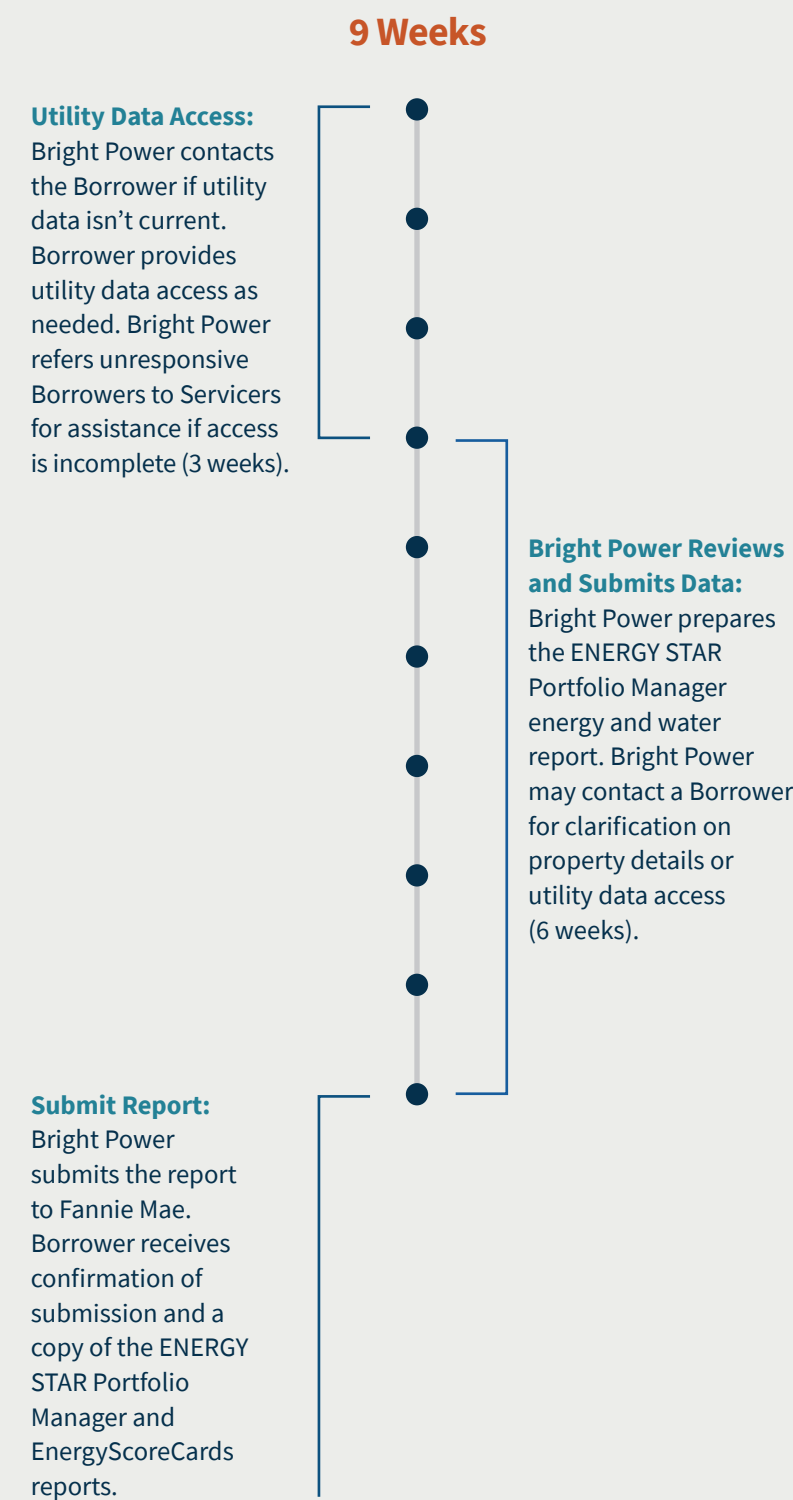 9 Weeks
Utility Data Access:
Bright Power contacts
the Borrower if utility
data isn’t current.
Borrower provides
utility data access as
needed. Bright Power
refers unresponsive
Borrowers to Servicers
for assistance if access
is incomplete (3 weeks).
Bright Power Reviews
and Submits Data:
Bright Power prepares
the ENERGY STAR
Portfolio Manager
energy and water
report. Bright Power
may contact a Borrower
for clarification on
property details or
utility data access
(6 weeks).
Submit Report:
Bright Power
submits the report
to Fannie Mae.
Borrower receives
confirmation of
submission and a
copy of the ENERGY
STAR Portfolio
Manager and
EnergyScoreCards
reports.